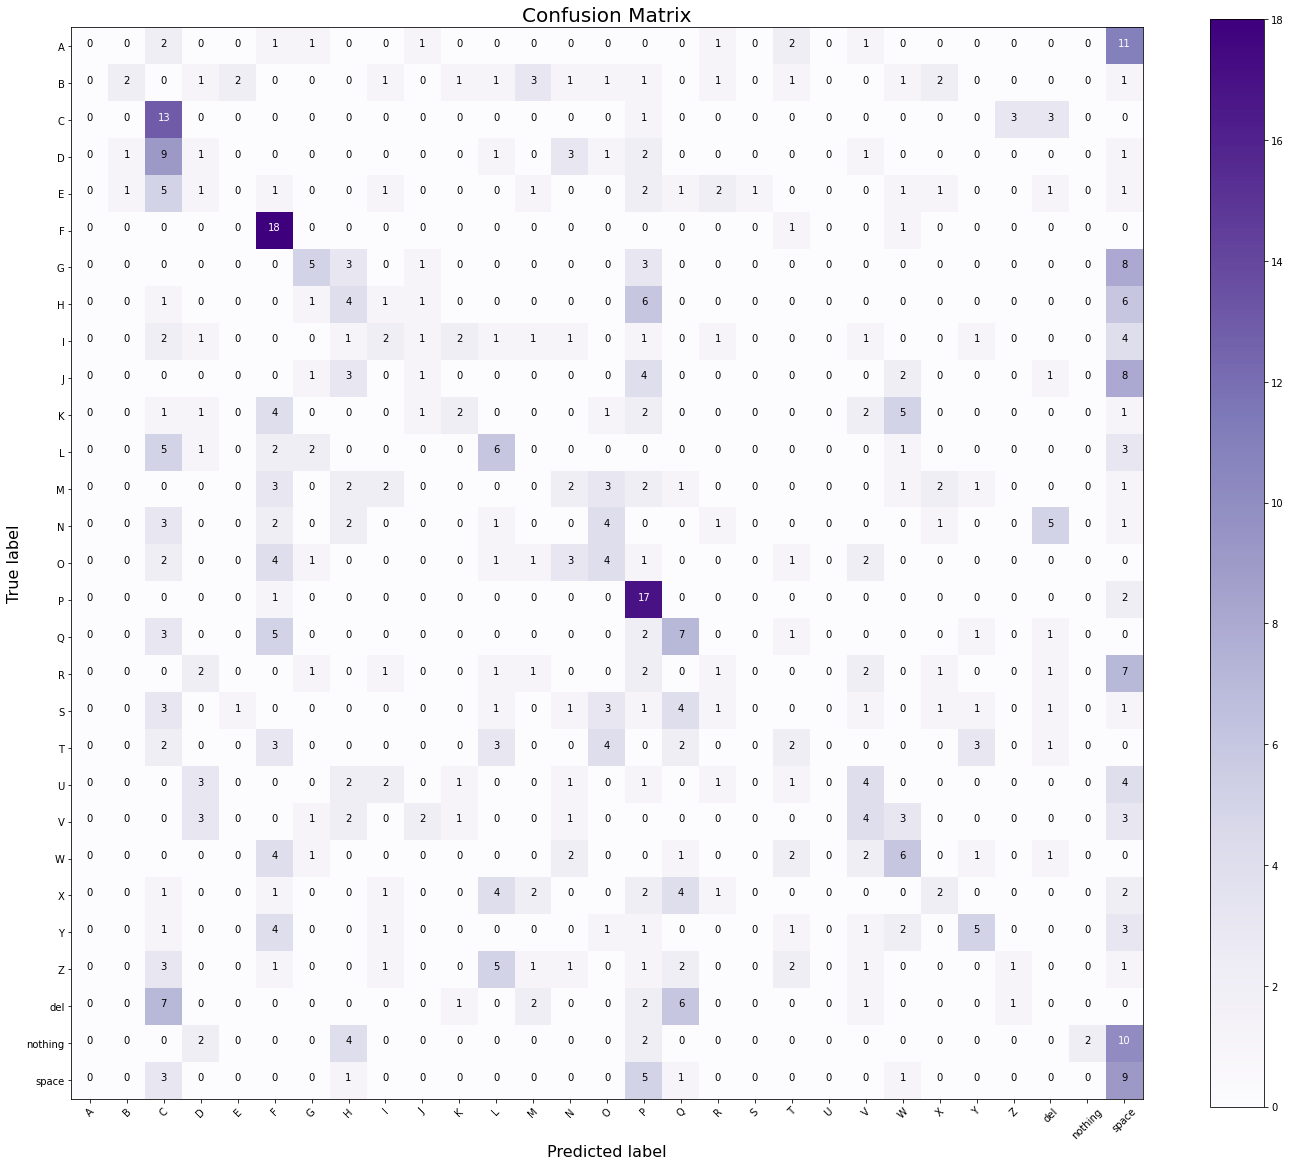 Confusion Matrix
A 0 0 2 0 0 1 1 0 0 1 0 0 0 0 0 0 0 1 0 2 0 1 0 0 0 0 0 0 11
B 0 2 0 1 2 0 0 0 1 0 1 1 3 1 1 1 0 1 0 1 0 0 1 2 0 0 0 0 1
C 0 0 13 0 0 0 0 0 0 0 0 0 0 0 0 1 0 0 0 0 0 0 0 0 0 3 3 0 0
D 0 1 9 1 0 0 0 0 0 0 0 1 0 3 1 2 0 0 0 0 0 1 0 0 0 0 0 0 1
E 0 1 5 1 0 1 0 0 1 0 0 0 1 0 0 2 1 2 1 0 0 0 1 1 0 0 1 0 1
F 0 0 0 0 0 18 0 0 0 0 0 0 0 0 0 0 0 0 0 1 0 0 1 0 0 0 0 0 0
G 0 0 0 0 0 0 5 3 0 1 0 0 0 0 0 3 0 0 0 0 0 0 0 0 0 0 0 0 8
H 0 0 1 0 0 0 1 4 1 1 0 0 0 0 0 6 0 0 0 0 0 0 0 0 0 0 0 0 6
I 0 0 2 1 0 0 0 1 2 1 2 1 1 1 0 1 0 1 0 0 0 1 0 0 1 0 0 0 4
J 0 0 0 0 0 0 1 3 0 1 0 0 0 0 0 4 0 0 0 0 0 0 2 0 0 0 1 0 8
K 0 0 1 1 0 4 0 0 0 1 2 0 0 0 1 2 0 0 0 0 0 2 5 0 0 0 0 0 1
L 0 0 5 1 0 2 2 0 0 0 0 6 0 0 0 0 0 0 0 0 0 0 1 0 0 0 0 0 3
M 0 0 0 0 0 3 0 2 2 0 0 0 0 2 3 2 1 0 0 0 0 0 1 2 1 0 0 0 1
N 0 0 3 0 0 2 0 2 0 0 0 1 0 0 4 0 0 1 0 0 0 0 0 1 0 0 5 0 1
O 0 0 2 0 0 4 1 0 0 0 0 1 1 3 4 1 0 0 0 1 0 2 0 0 0 0 0 0 0
P 0 0 0 0 0 1 0 0 0 0 0 0 0 0 0 17 0 0 0 0 0 0 0 0 0 0 0 0 2
Q 0 0 3 0 0 5 0 0 0 0 0 0 0 0 0 2 7 0 0 1 0 0 0 0 1 0 1 0 0
R 0 0 0 2 0 0 1 0 1 0 0 1 1 0 0 2 0 1 0 0 0 2 0 1 0 0 1 0 7
S 0 0 3 0 1 0 0 0 0 0 0 1 0 1 3 1 4 1 0 0 0 1 0 1 1 0 1 0 1
T 0 0 2 0 0 3 0 0 0 0 0 3 0 0 4 0 2 0 0 2 0 0 0 0 3 0 1 0 0
U 0 0 0 3 0 0 0 2 2 0 1 0 0 1 0 1 0 1 0 1 0 4 0 0 0 0 0 0 4
V 0 0 0 3 0 0 1 2 0 2 1 0 0 1 0 0 0 0 0 0 0 4 3 0 0 0 0 0 3
W 0 0 0 0 0 4 1 0 0 0 0 0 0 2 0 0 1 0 0 2 0 2 6 0 1 0 1 0 0
X 0 0 1 0 0 1 0 0 1 0 0 4 2 0 0 2 4 1 0 0 0 0 0 2 0 0 0 0 2
Y 0 0 1 0 0 4 0 0 1 0 0 0 0 0 1 1 0 0 0 1 0 1 2 0 5 0 0 0 3
Z 0 0 3 0 0 1 0 0 1 0 0 5 1 1 0 1 2 0 0 2 0 1 0 0 0 1 0 0 1
del 0 0 7 0 0 0 0 0 0 0 1 0 2 0 0 2 6 0 0 0 0 1 0 0 0 1 0 0 0
nothing 0 0 0 2 0 0 0 4 0 0 0 0 0 0 0 2 0 0 0 0 0 0 0 0 0 0 0 2 10
space 0 0 3 0 0 0 0 1 0 0 0 0 0 0 0 5 1 0 0 0 0 0 1 0 0 0 0 0 9
A B C D E F G H I J K L M N O P Q R S T U V W X Y Z del nothing space
Predicted label
True label
18
16
14
12
10
8
6
4
2
0